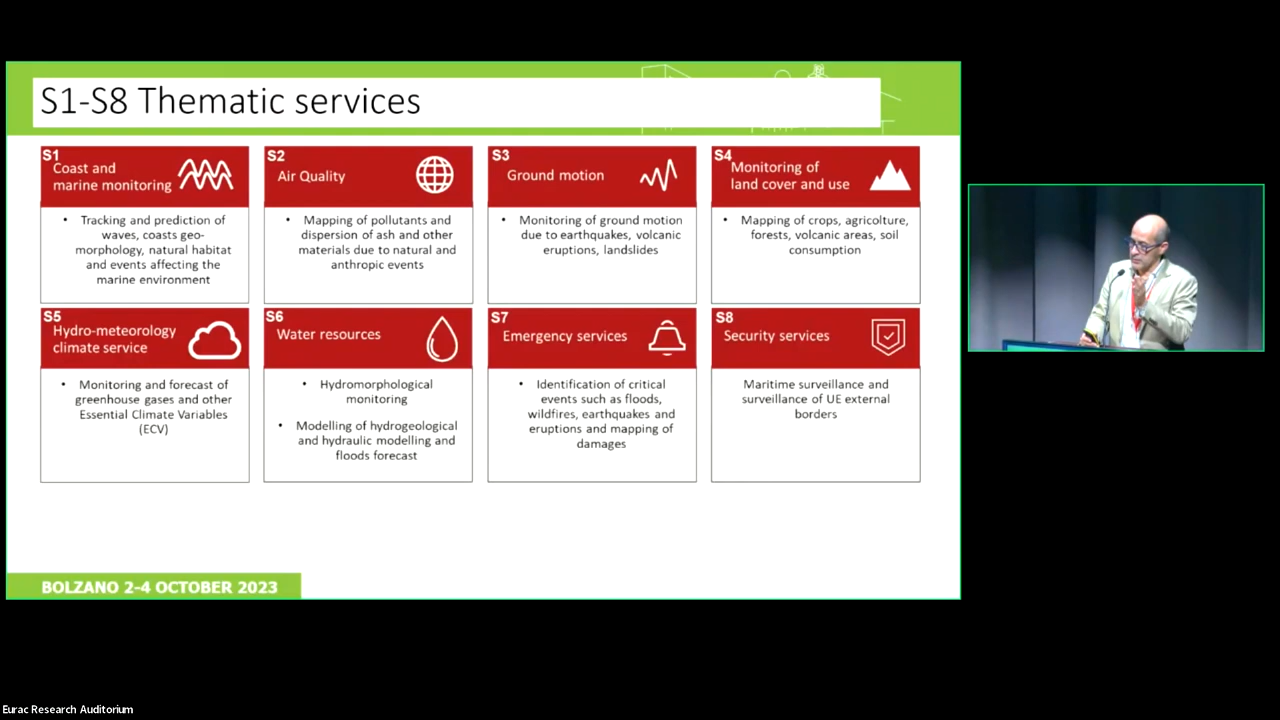 S1-S8 Thematic services
S1
Coast and
marine monitoring
• Tracking and prediction of
waves, coasts geo-
morphology, natural habitat
and events affecting the
marine environment
S2
Air Quality
• Mapping of pollutants and
dispersion of ash and other
materials due to natural and
anthropic events
S3
Ground motion
• Monitoring of ground motion
due to earthquakes, volcanic
eruptions, landslides
S4
Monitoring of
land cover and use
• Mapping of crops, agriculture,
forests, volcanic areas, soil
consumption
S5
Hydro-meteorology
climate service
• Monitoring and forecast of
greenhouse gases and other
Essential Climate Variables
(ECV)
S6
Water resources
• Hydromorphological
monitoring
• Modelling of hydrogeological
and hydraulic modelling and
floods forecast
S7
Emergency services
• Identification of critical
events such as floods,
wildfires, earthquakes and
eruptions and mapping of
damages
S8
Security services
Maritime surveillance and
surveillance of UE external
borders
BOLZANO 2-4 OCTOBER 2023
Eurac Research Auditorium